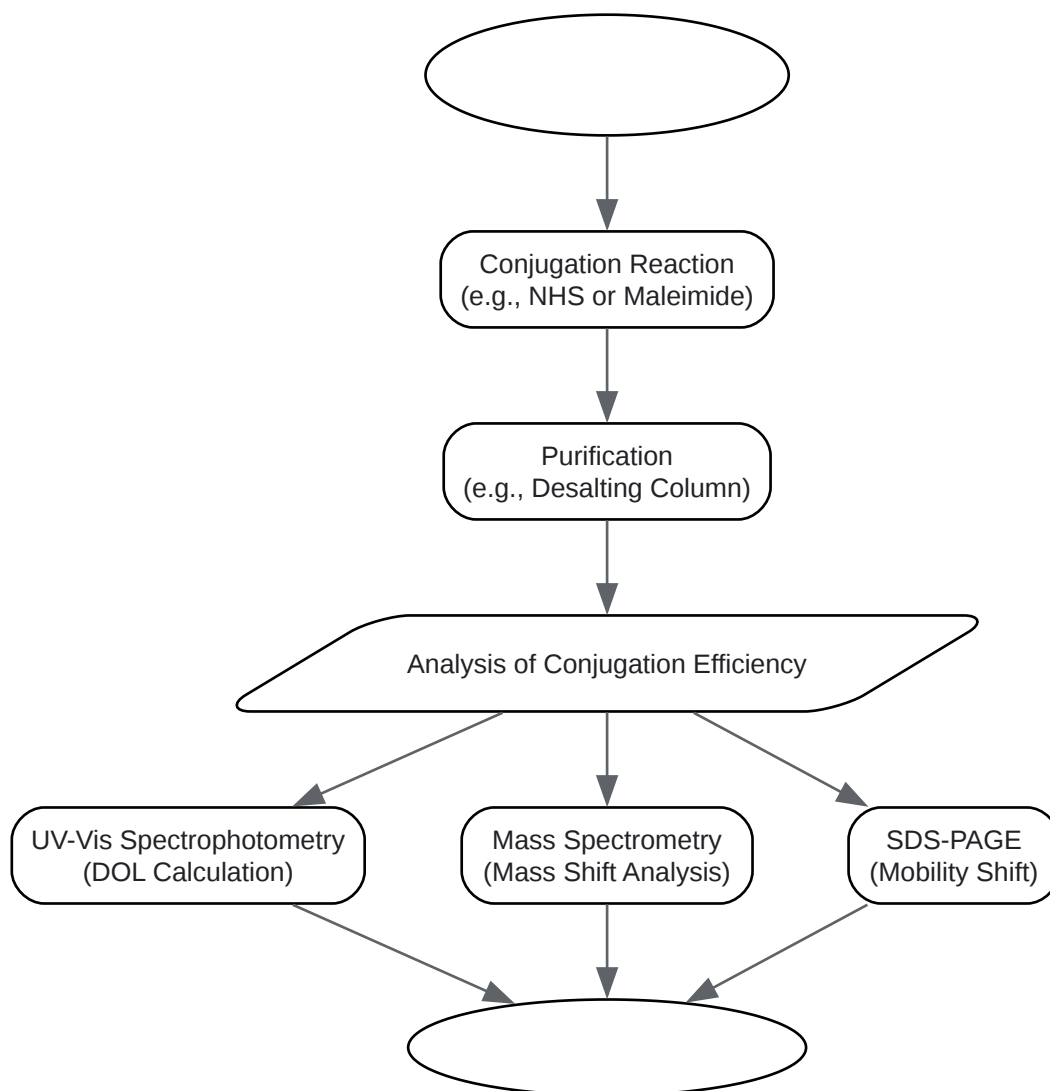 Conjugation Reaction
(e.g., NHS or Maleimide)
Purification
(e.g., Desalting Column)
Analysis of Conjugation Efficiency
UV-Vis Spectrophotometry
(DOL Calculation)
Mass Spectrometry
(Mass Shift Analysis)
SDS-PAGE
(Mobility Shift)